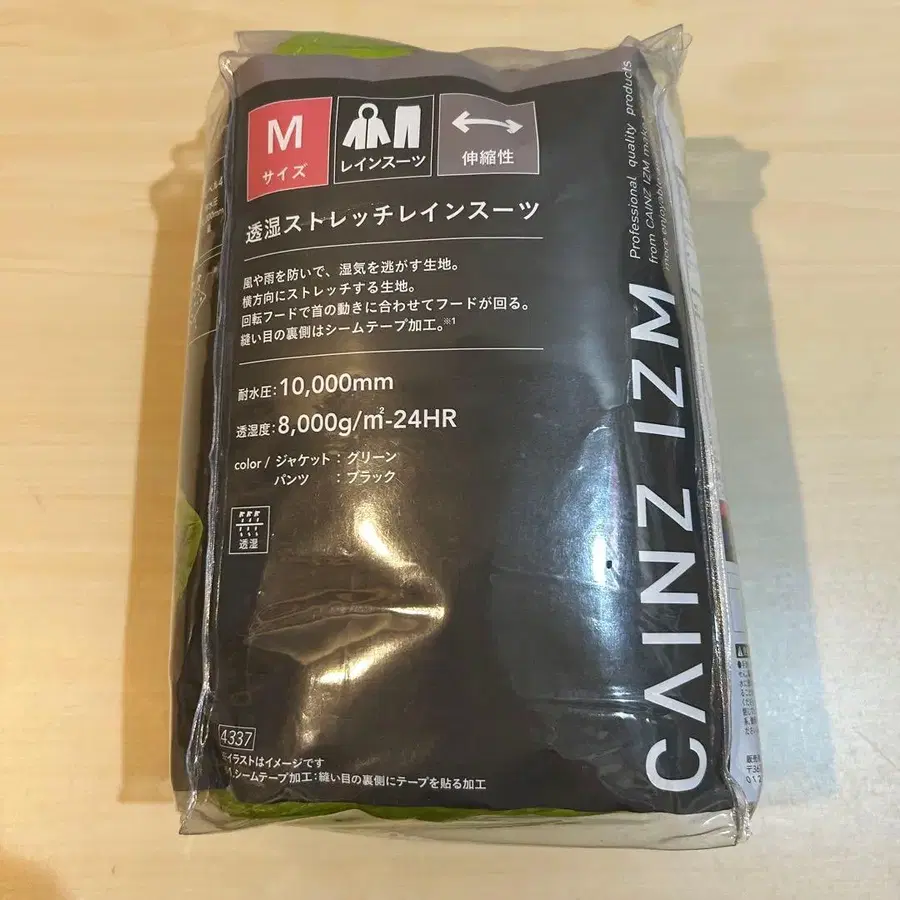 M
サイズ
レインスーツ
伸縮性
透湿ストレッチレインスーツ
風や雨を防いで、湿気を逃がす生地。
横方向にストレッチする生地。
回転フードで首の動きに合わせてフードが回る。
縫い目の裏側はシームテープ加工。※1
耐水圧：10,000mm
透湿度：8,000g/㎡-24HR
color / ジャケット ： グリーン
パンツ ： ブラック
透湿
4337
※イラストはイメージです
1.シームテープ加工：縫い目の裏側にテープを貼る加工
CAINZ IZM
Professional quality products
from CAINZ IZM make
more enjoyable